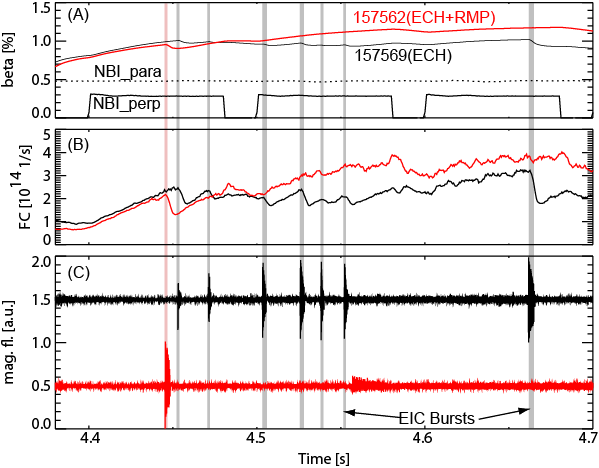 (A)
157562(ECH+RMP)
157569(ECH)
NBI_para
NBI_perp
beta [%]
1.5
1.0
0.5
0.0
(B)
FC [10^14 1/s]
5
4
3
2
1
0
(C)
mag. fl. [a.u.]
2.0
1.5
1.0
0.5
0.0
EIC Bursts
4.4 4.5 4.6 4.7
Time [s]